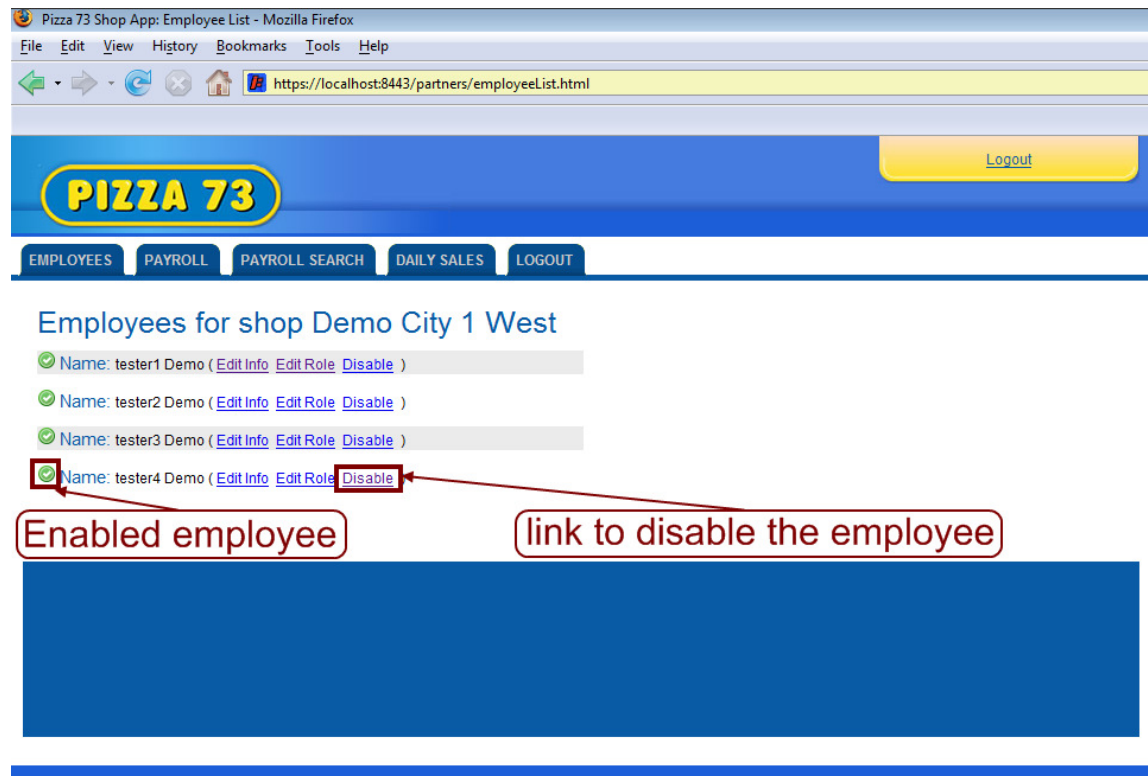 Pizza 73 Shop App: Employee List - Mozilla Firefox
File Edit View History Bookmarks Tools Help
https://localhost:8443/partners/employeeList.html
Logout
PIZZA 73
EMPLOYEES PAYROLL PAYROLL SEARCH DAILY SALES LOGOUT
Employees for shop Demo City 1 West
Name: tester1 Demo ( Edit Info Edit Role Disable )
Name: tester2 Demo ( Edit Info Edit Role Disable )
Name: tester3 Demo ( Edit Info Edit Role Disable )
Name: tester4 Demo ( Edit Info Edit Role Disable )
Enabled employee
link to disable the employee